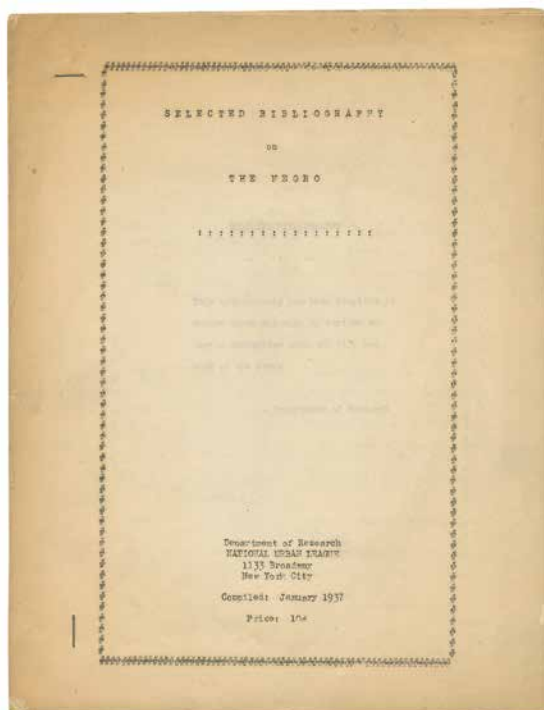 SELECTED BIBLIOGRAPHY
on
THE NEGRO
Department of Research
NATIONAL URBAN LEAGUE
1133 Broadway
New York City
Compiled: January 1937
Price: 10¢